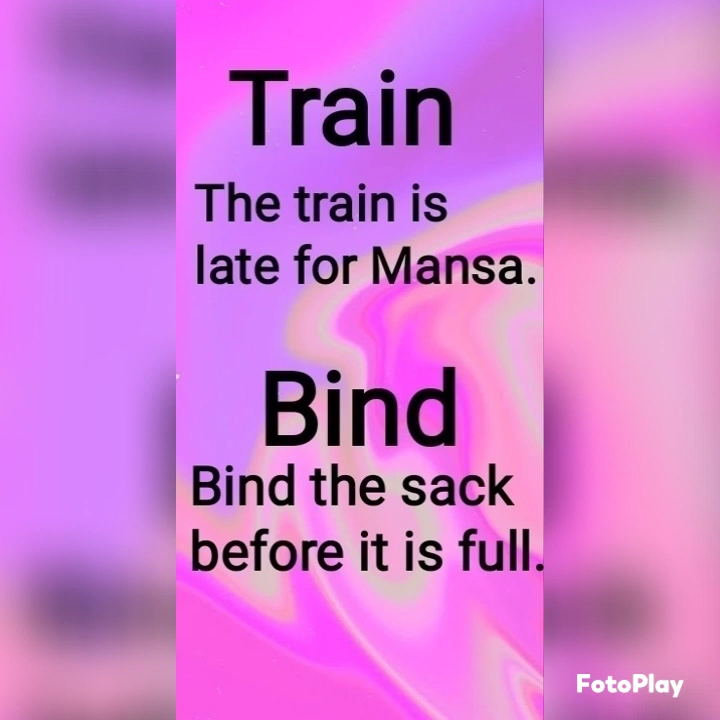 Train
The train is
late for Mansa.
Bind
Bind the sack
before it is full.
FotoPlay